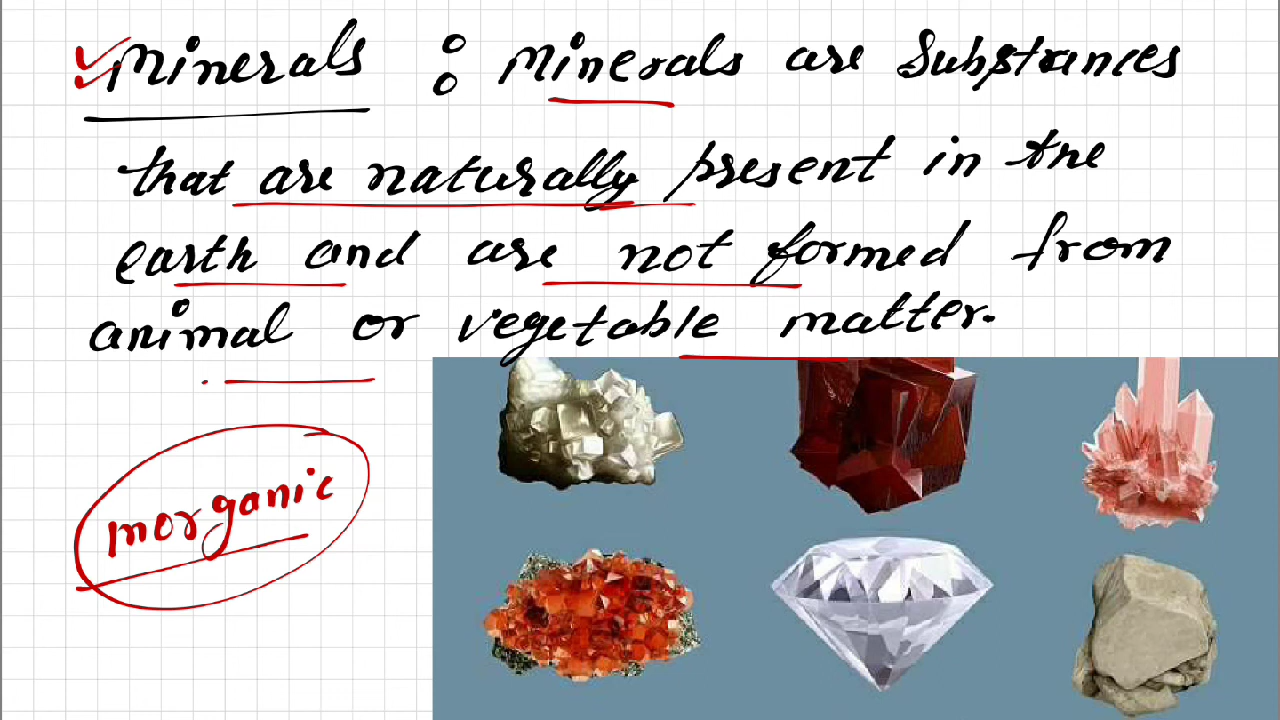 Minerals : Minerals are Substances
that are naturally present in the
earth and are not formed from
animal or vegetable matter.
Inorganic